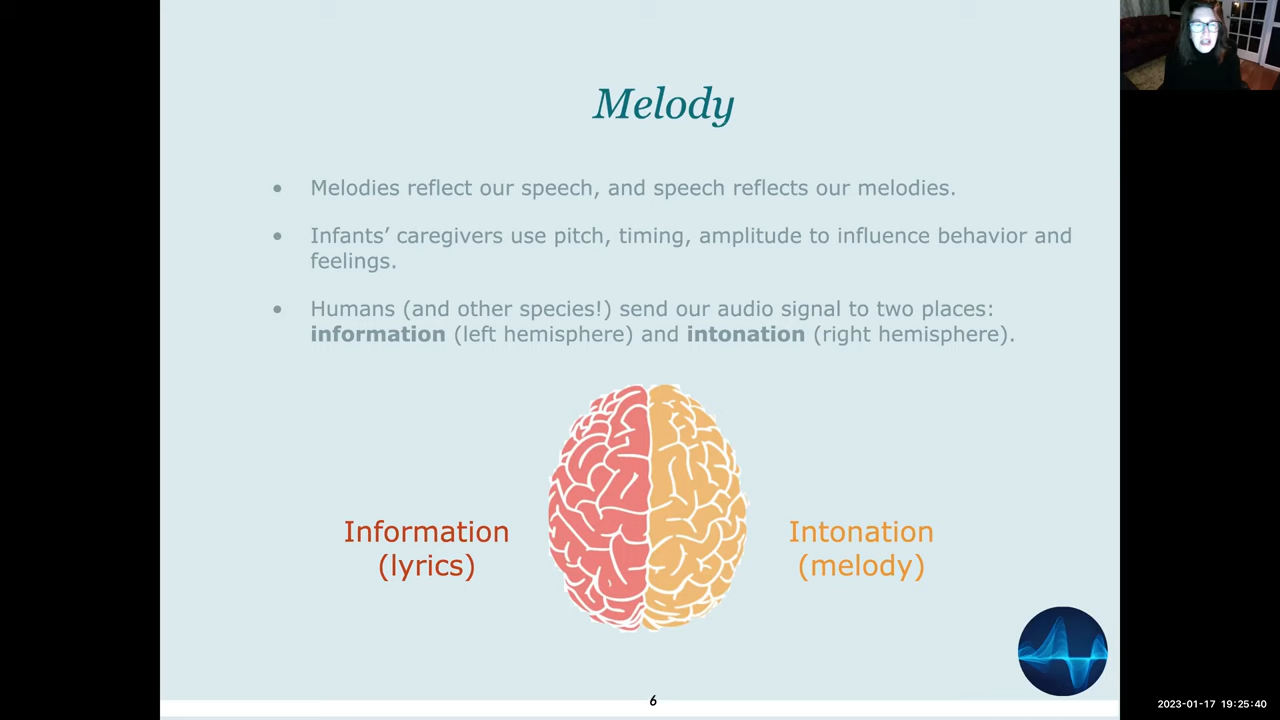 Melody
• Melodies reflect our speech, and speech reflects our melodies.
• Infants’ caregivers use pitch, timing, amplitude to influence behavior and
feelings.
• Humans (and other species!) send our audio signal to two places:
information (left hemisphere) and intonation (right hemisphere).
Information
(lyrics)
Intonation
(melody)
6
2023-01-17 19:25:40